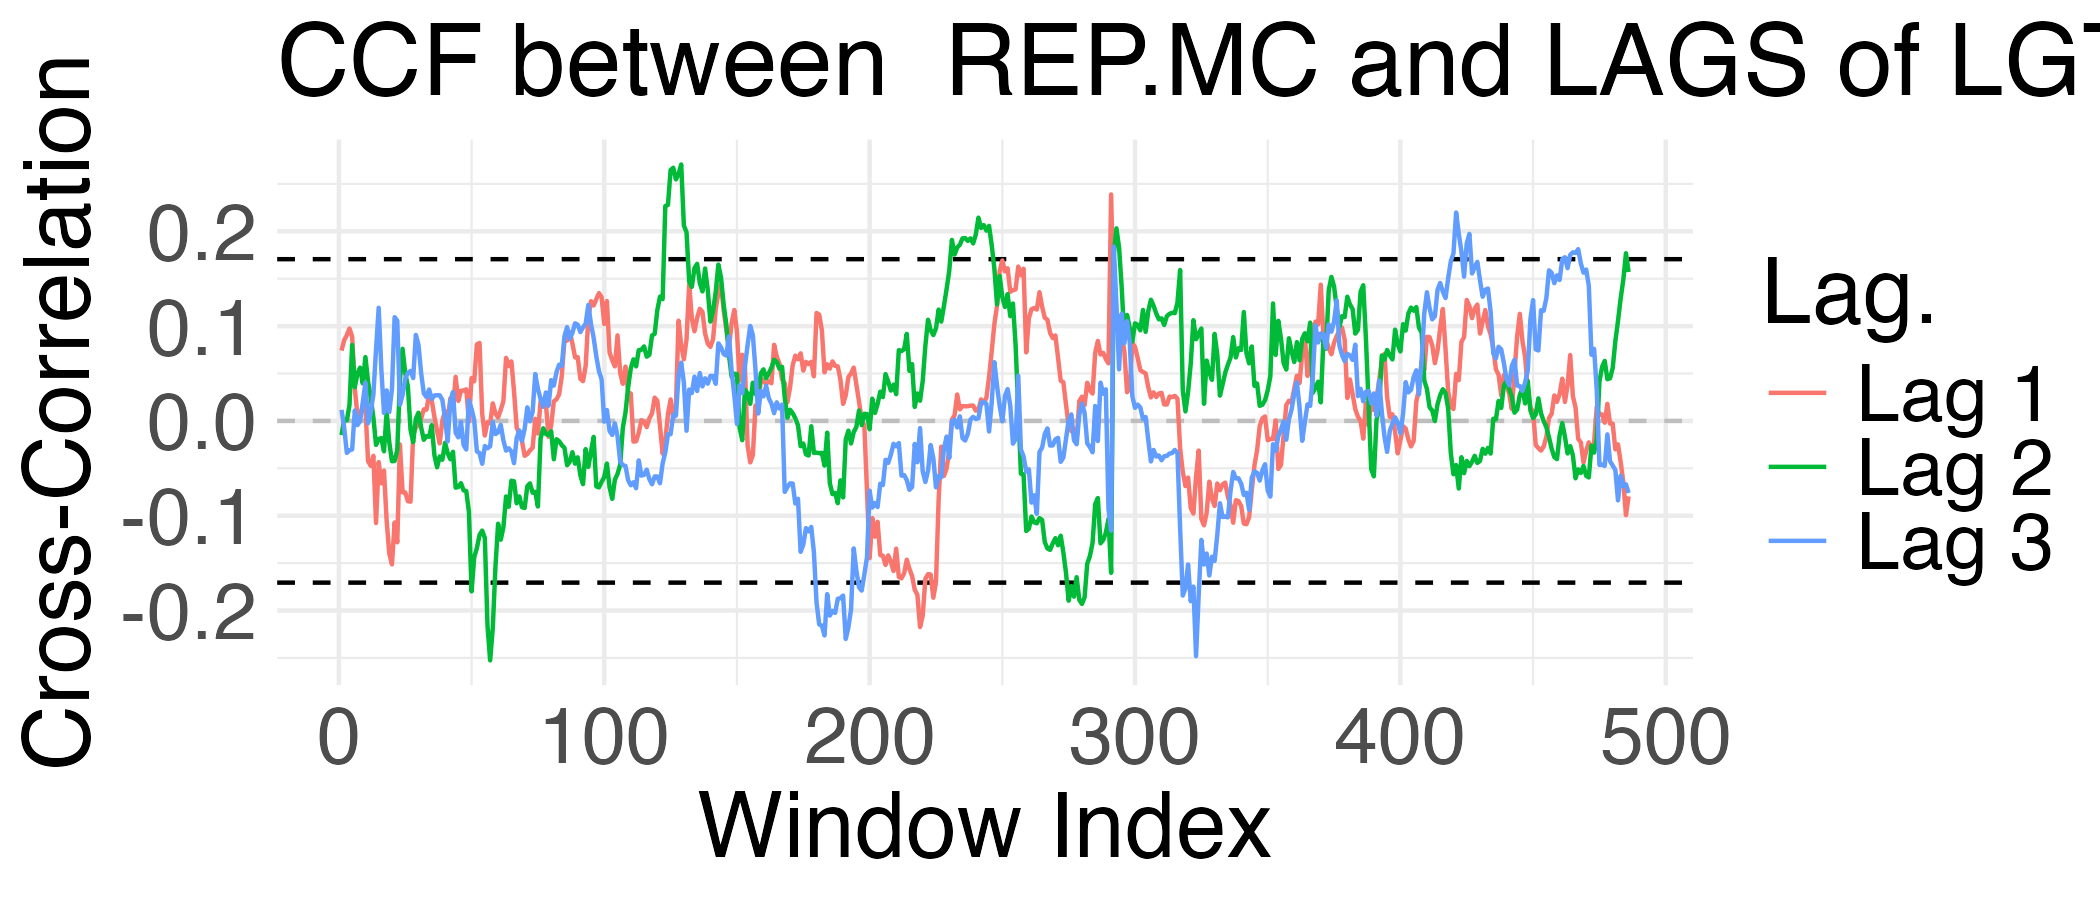 CCF between  REP.MC and LAGS of LGT
Cross-Correlation
0.2
0.1
0.0
-0.1
-0.2
0 100 200 300 400 500
Window Index
Lag.
Lag 1
Lag 2
Lag 3